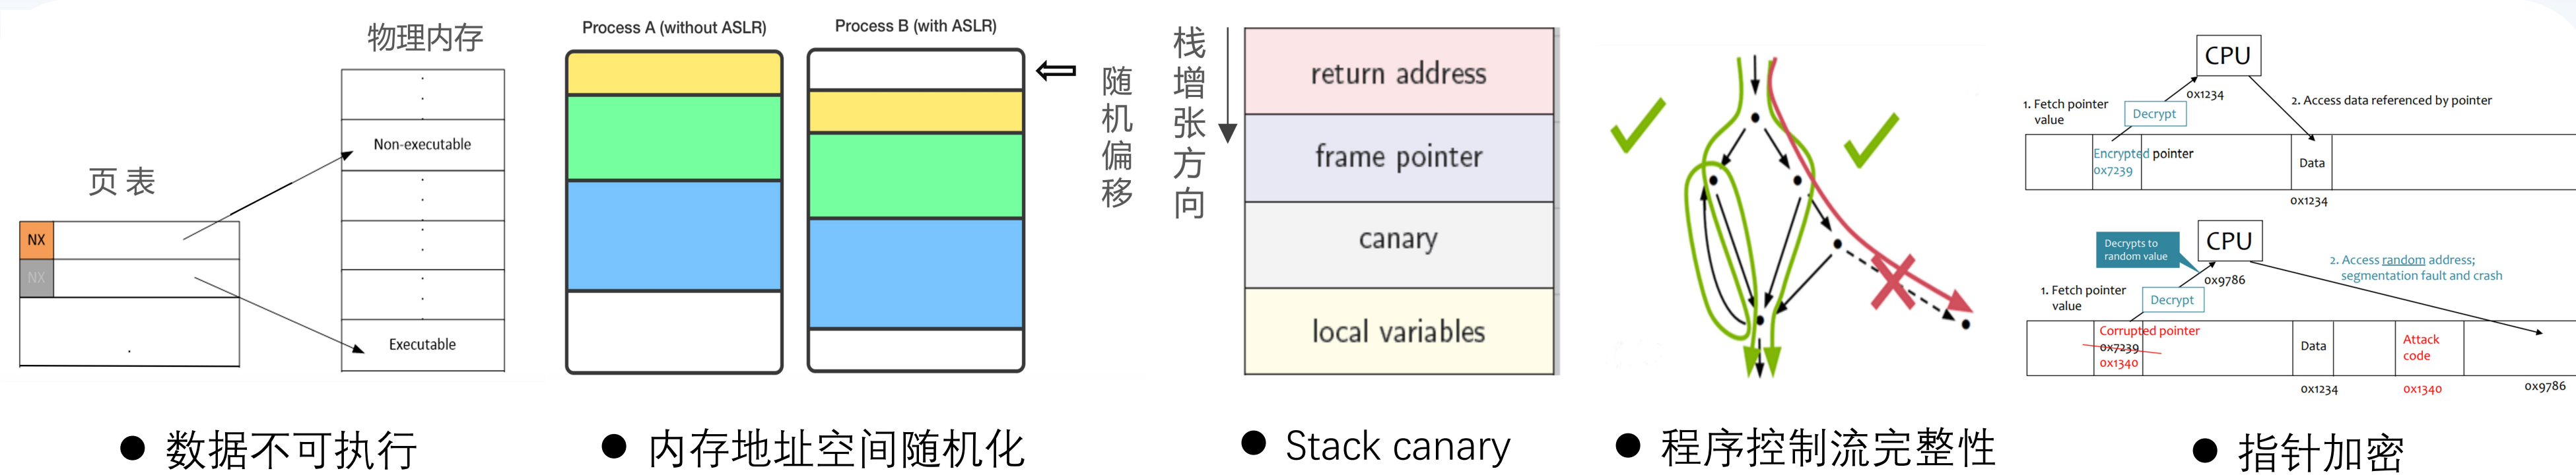 物理内存
Non-executable
页表
NX
NX
Executable
● 数据不可执行
Process A (without ASLR)
Process B (with ASLR)
随机偏移
● 内存地址空间随机化
栈增张方向
return address
frame pointer
canary
local variables
● Stack canary
● 程序控制流完整性
CPU
0x1234
1. Fetch pointer
value
Decrypt
2. Access data referenced by pointer
Encrypted pointer
0x7239
Data
0x1234
Decrypts to
random value
CPU
0x9786
2. Access random address;
segmentation fault and crash
1. Fetch pointer
value
Decrypt
Corrupted pointer
0x7239
0x1340
Data
Attack
code
0x1234
0x1340
0x9786
● 指针加密